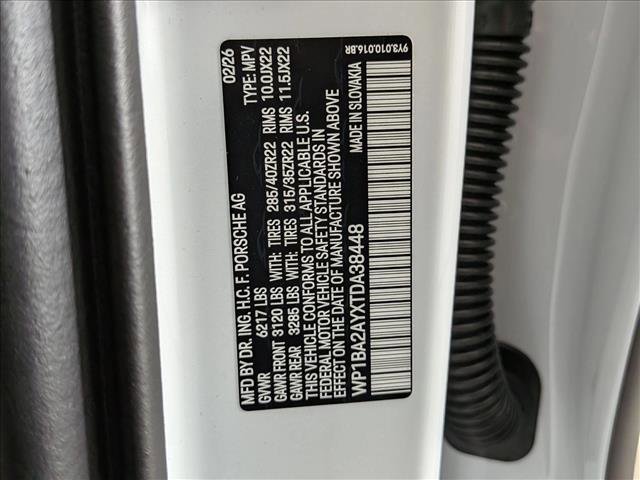 MFD BY DR. ING. H.C. F. PORSCHE AG 02/26
GVWR 6217 LBS TYPE: MPV
GAWR FRONT 3120 LBS WITH: TIRES 285/40ZR22 RIMS 10.0JX22
GAWR REAR 3285 LBS WITH: TIRES 315/35ZR22 RIMS 11.5JX22
THIS VEHICLE CONFORMS TO ALL APPLICABLE U.S.
FEDERAL MOTOR VEHICLE SAFETY STANDARDS IN
EFFECT ON THE DATE OF MANUFACTURE SHOWN ABOVE
WP1BA2AYXTDA38448 MADE IN SLOVAKIA
9Y3.010.016.BR